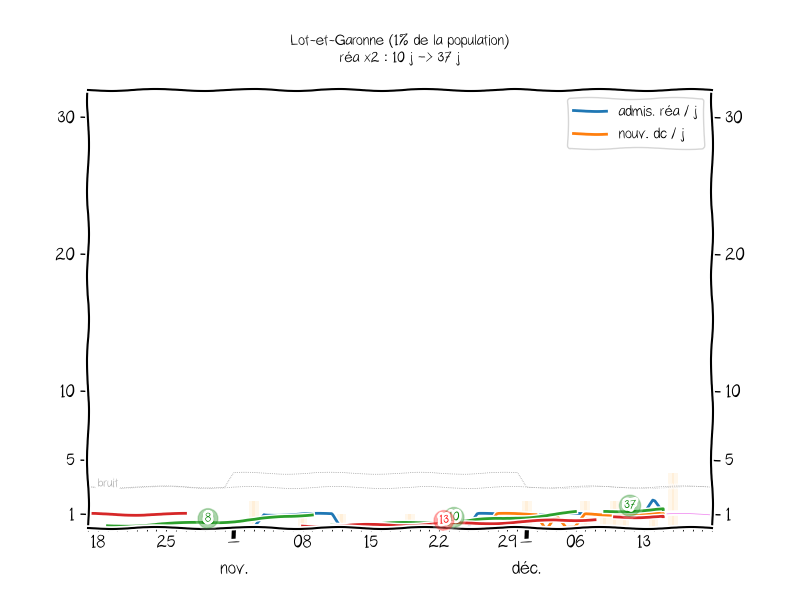 Lot-et-Garonne (1% de la population)
réa x2 : 10 j -> 37 j
admis. réa / j
nouv. dc / j
30 30
20 20
10 10
5 5
bruit
1 1
8 13 10 37
18 25 1 08 15 22 29 1 06 13
nov. déc.